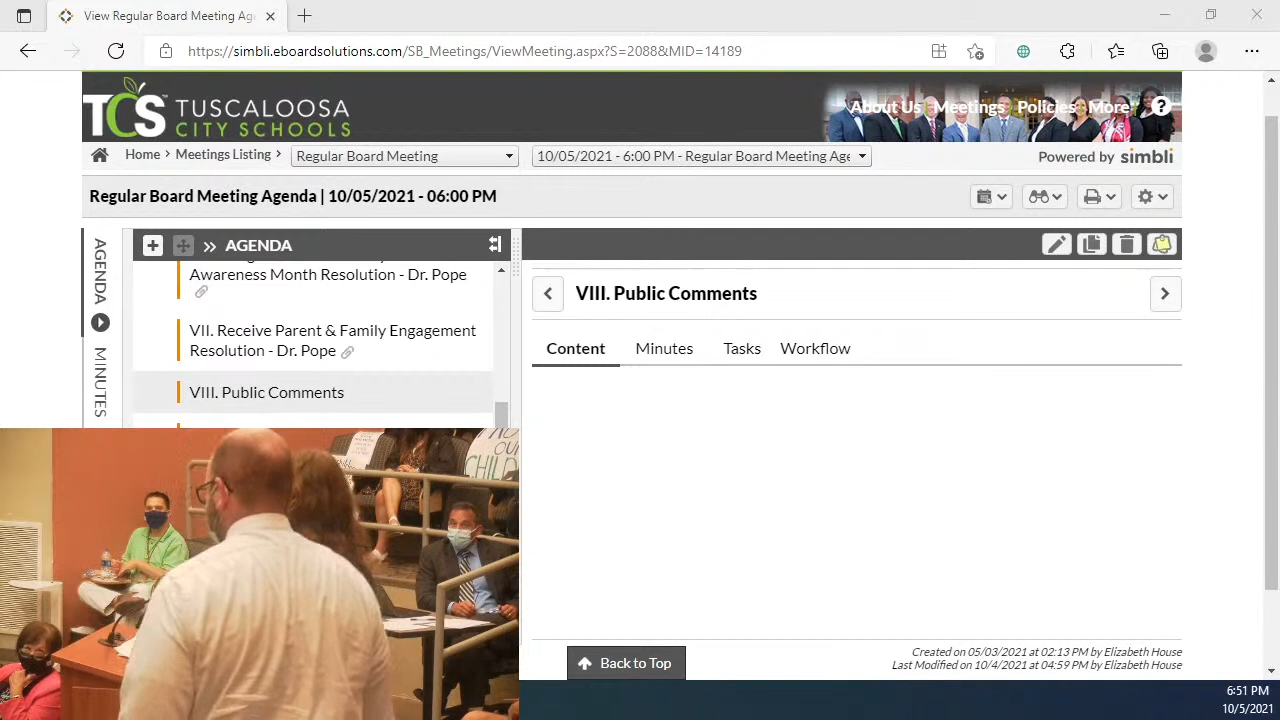 View Regular Board Meeting Ag
https://simbli.eboardsolutions.com/SB_Meetings/ViewMeeting.aspx?S=2088&MID=14189
TCS™ TUSCALOOSA
CITY SCHOOLS
About Us Meetings Policies More ?
Home Meetings Listing Regular Board Meeting 10/05/2021 - 6:00 PM - Regular Board Meeting Age Powered by simbli
Regular Board Meeting Agenda | 10/05/2021 - 06:00 PM
AGENDA
MINUTES
AGENDA
Awareness Month Resolution - Dr. Pope
VII. Receive Parent & Family Engagement
Resolution - Dr. Pope
VIII. Public Comments
VIII. Public Comments
Content Minutes Tasks Workflow
OUR
CHILD
Back to Top
Created on 05/03/2021 at 02:13 PM by Elizabeth House
Last Modified on 10/4/2021 at 04:59 PM by Elizabeth House
6:51 PM
10/5/2021